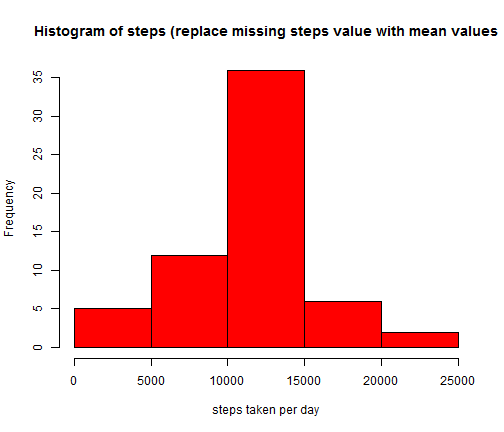 Histogram of steps (replace missing steps value with mean values
Frequency
35
30
25
20
15
10
5
0
0 5000 10000 15000 20000 25000
steps taken per day